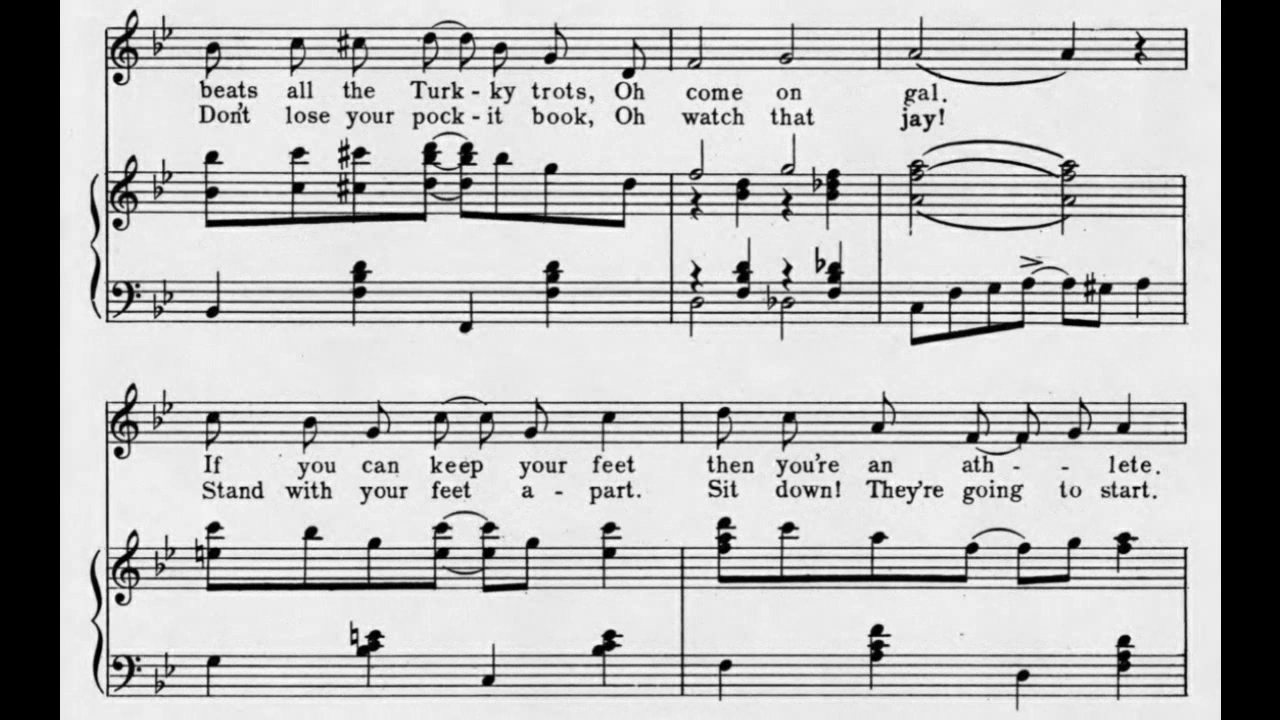 beats all the Turk - ky trots, Oh come on gal.
Don't lose your pock - it book, Oh watch that jay!
If you can keep your feet then you're an ath - - lete.
Stand with your feet a - part. Sit down! They're going to start.